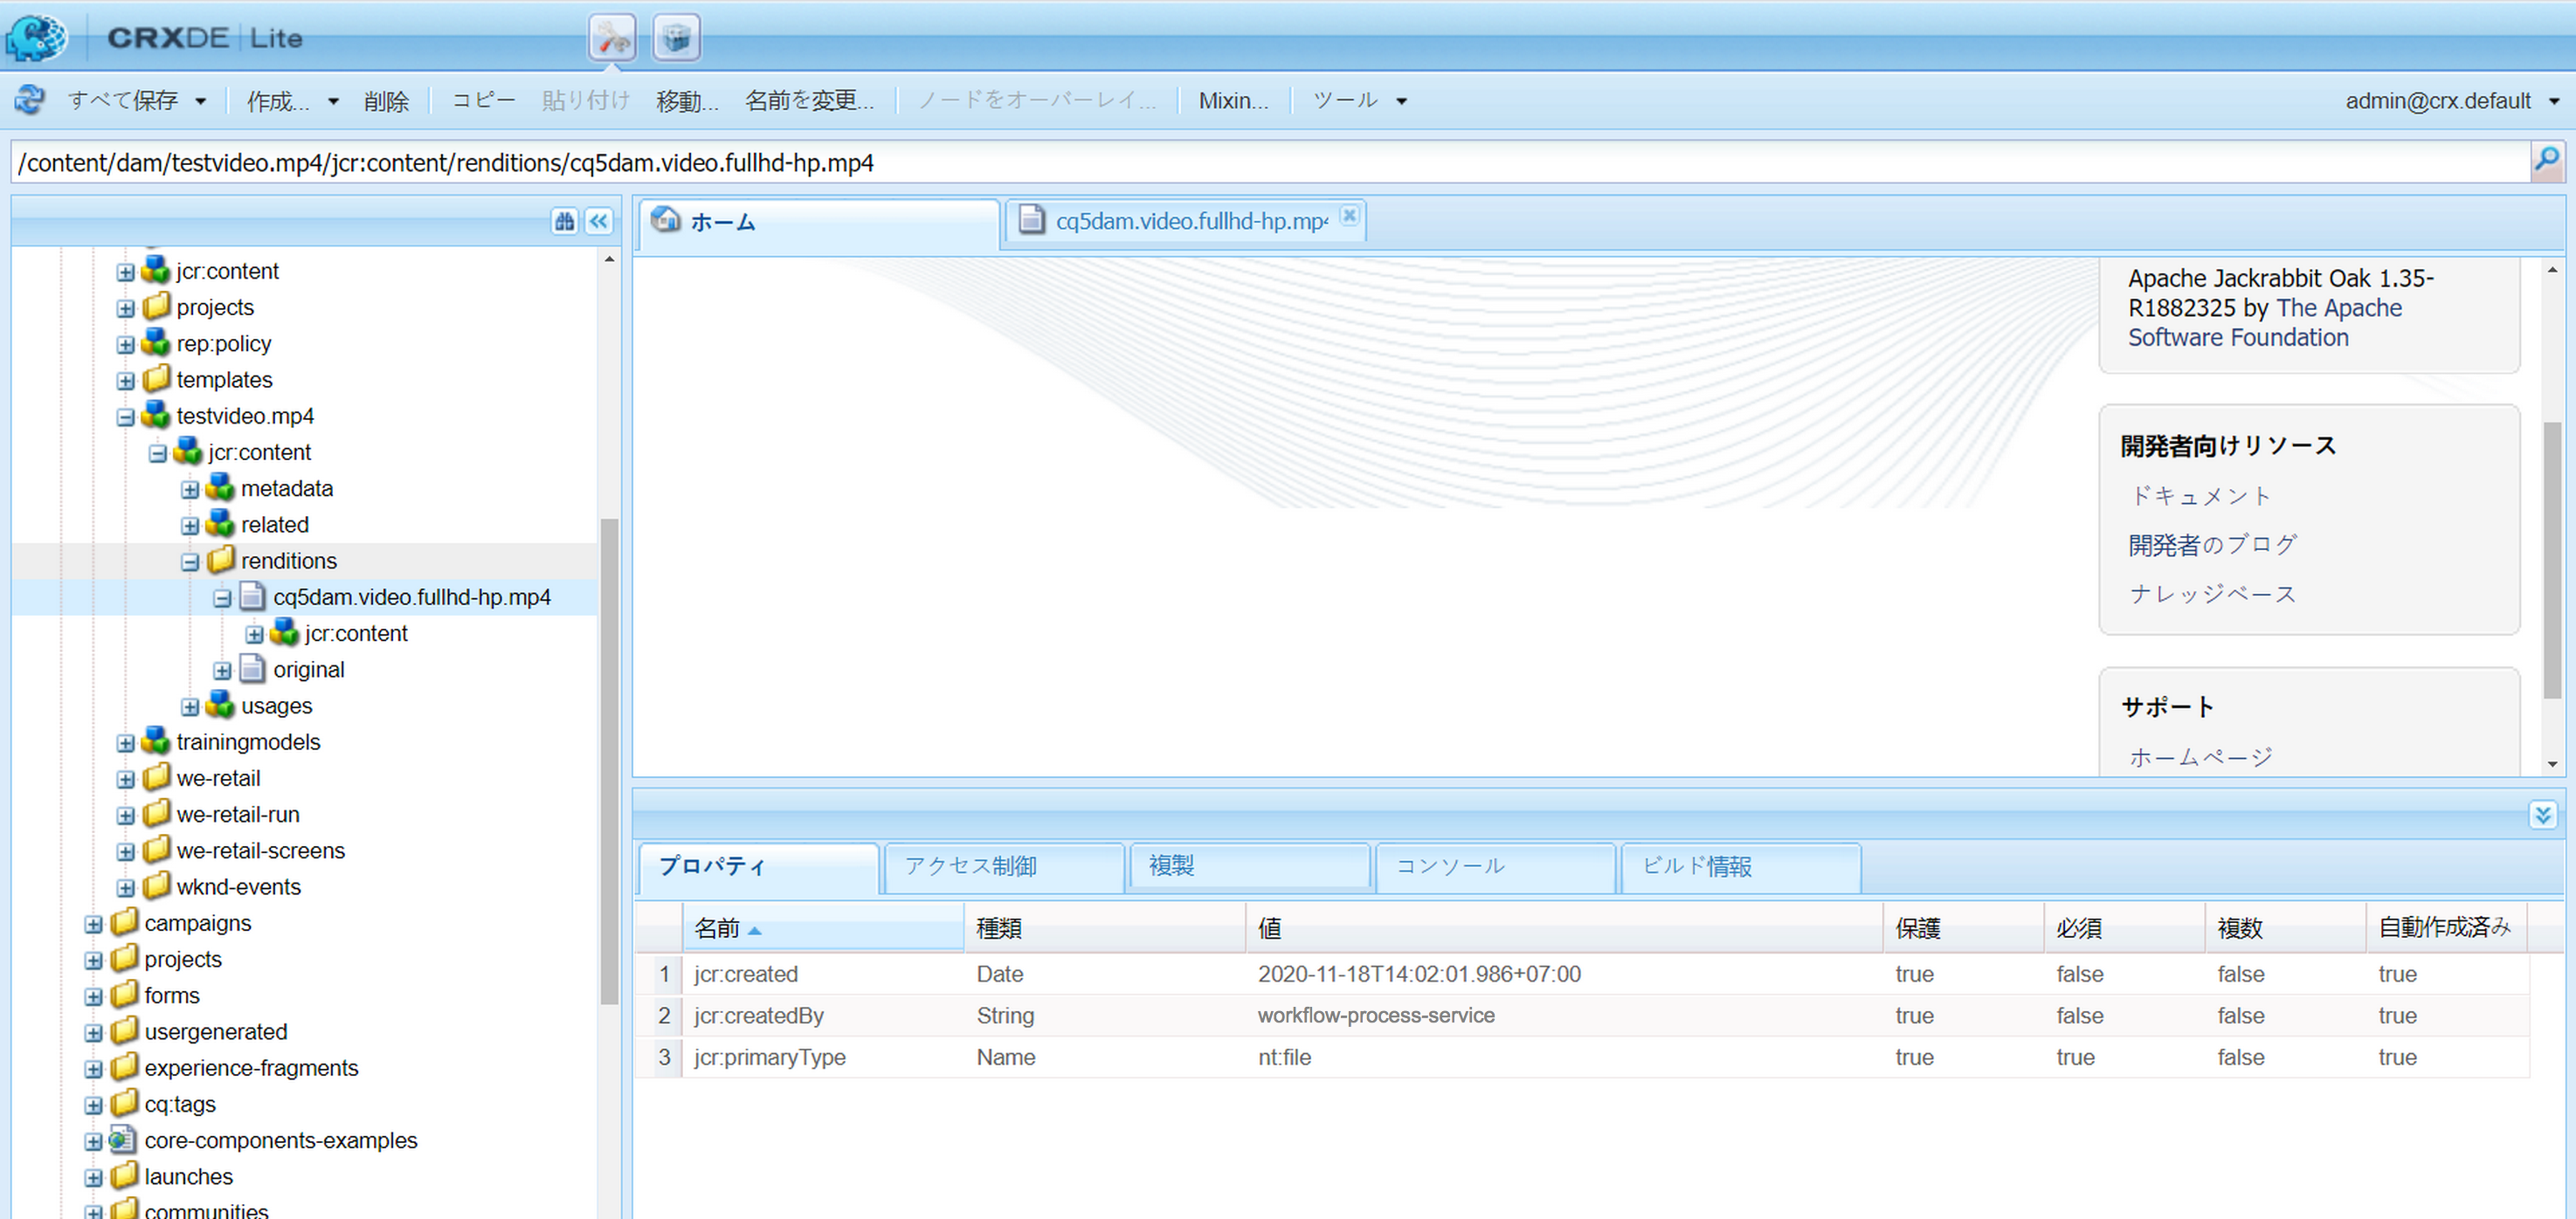 CRXDE Lite
すべて保存 作成... 削除 コピー 貼り付け 移動... 名前を変更... ノードをオーバーレイ... Mixin... ツール admin@crx.default
/content/dam/testvideo.mp4/jcr:content/renditions/cq5dam.video.fullhd-hp.mp4
jcr:content
projects
rep:policy
templates
testvideo.mp4
jcr:content
metadata
related
renditions
cq5dam.video.fullhd-hp.mp4
jcr:content
original
usages
trainingmodels
we-retail
we-retail-run
we-retail-screens
wknd-events
campaigns
projects
forms
usergenerated
experience-fragments
cq:tags
core-components-examples
launches
communities
ホーム cq5dam.video.fullhd-hp.mp4
Apache Jackrabbit Oak 1.35-
R1882325 by The Apache
Software Foundation
開発者向けリソース
ドキュメント
開発者のブログ
ナレッジベース
サポート
ホームページ
プロパティ アクセス制御 複製 コンソール ビルド情報
名前 種類 値 保護 必須 複数 自動作成済み
1 jcr:created Date 2020-11-18T14:02:01.986+07:00 true false false true
2 jcr:createdBy String workflow-process-service true false false true
3 jcr:primaryType Name nt:file true true false true